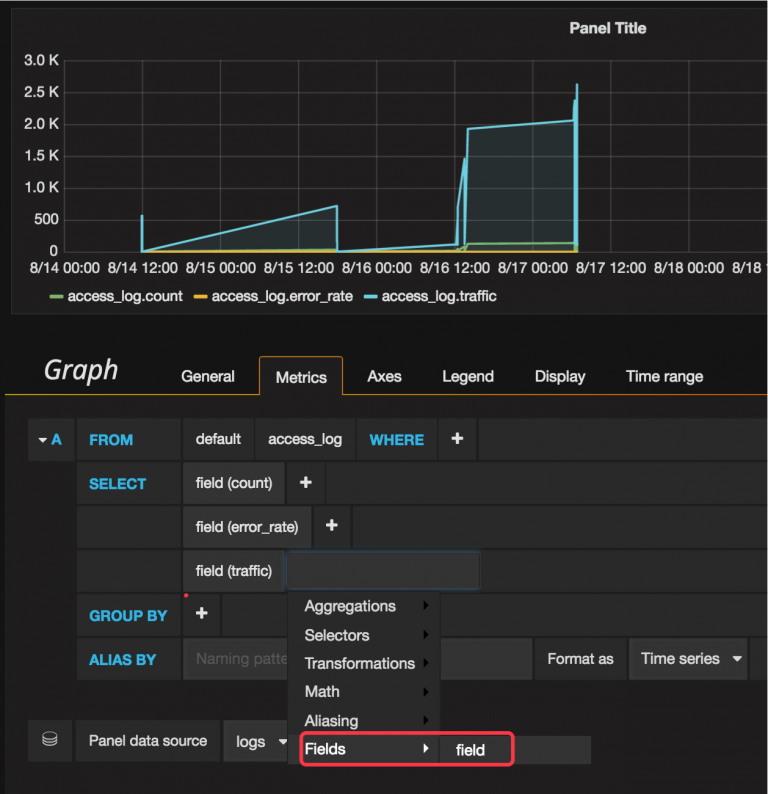 Panel Title
3.0 K
2.5 K
2.0 K
1.5 K
1.0 K
500
0
8/14 00:00 8/14 12:00 8/15 00:00 8/15 12:00 8/16 00:00 8/16 12:00 8/17 00:00 8/17 12:00 8/18 00:00 8/18
access_log.count access_log.error_rate access_log.traffic
Graph General Metrics Axes Legend Display Time range
A FROM default access_log WHERE +
SELECT field (count) +
field (error_rate) +
field (traffic)
GROUP BY +
ALIAS BY Naming patte Format as Time series
Aggregations
Selectors
Transformations
Math
Aliasing
Fields field
Panel data source logs